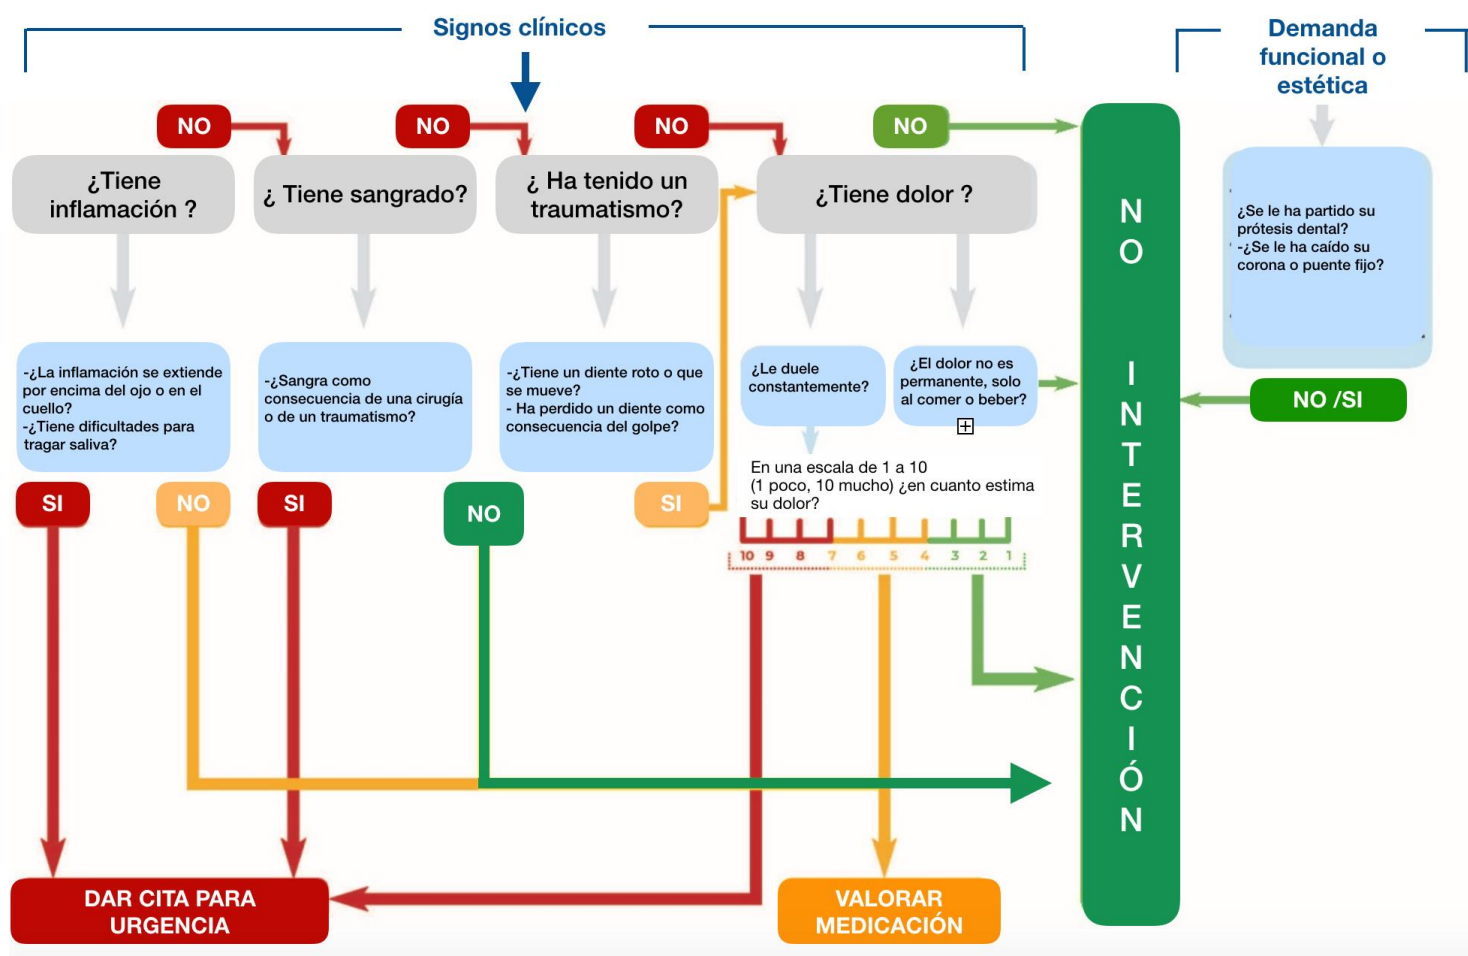 Signos clínicos
Demanda
funcional o
estética
NO
NO
NO
NO
¿Tiene
inflamación ?
¿ Tiene sangrado?
¿ Ha tenido un
traumatismo?
¿Tiene dolor ?
-¿La inflamación se extiende
por encima del ojo o en el
cuello?
-¿Tiene dificultades para
tragar saliva?
-¿Sangra como
consecuencia de una cirugía
o de un traumatismo?
-¿Tiene un diente roto o que
se mueve?
- Ha perdido un diente como
consecuencia del golpe?
¿Le duele
constantemente?
¿El dolor no es
permanente, solo
al comer o beber?
¿Se le ha partido su
prótesis dental?
-¿Se le ha caído su
corona o puente fijo?
SI
NO
SI
NO
SI
En una escala de 1 a 10
(1 poco, 10 mucho) ¿en cuanto estima
su dolor?
10 9 8 7 6 5 4 3 2 1
NO INTERVENCIÓN
NO /SI
DAR CITA PARA
URGENCIA
VALORAR
MEDICACIÓN